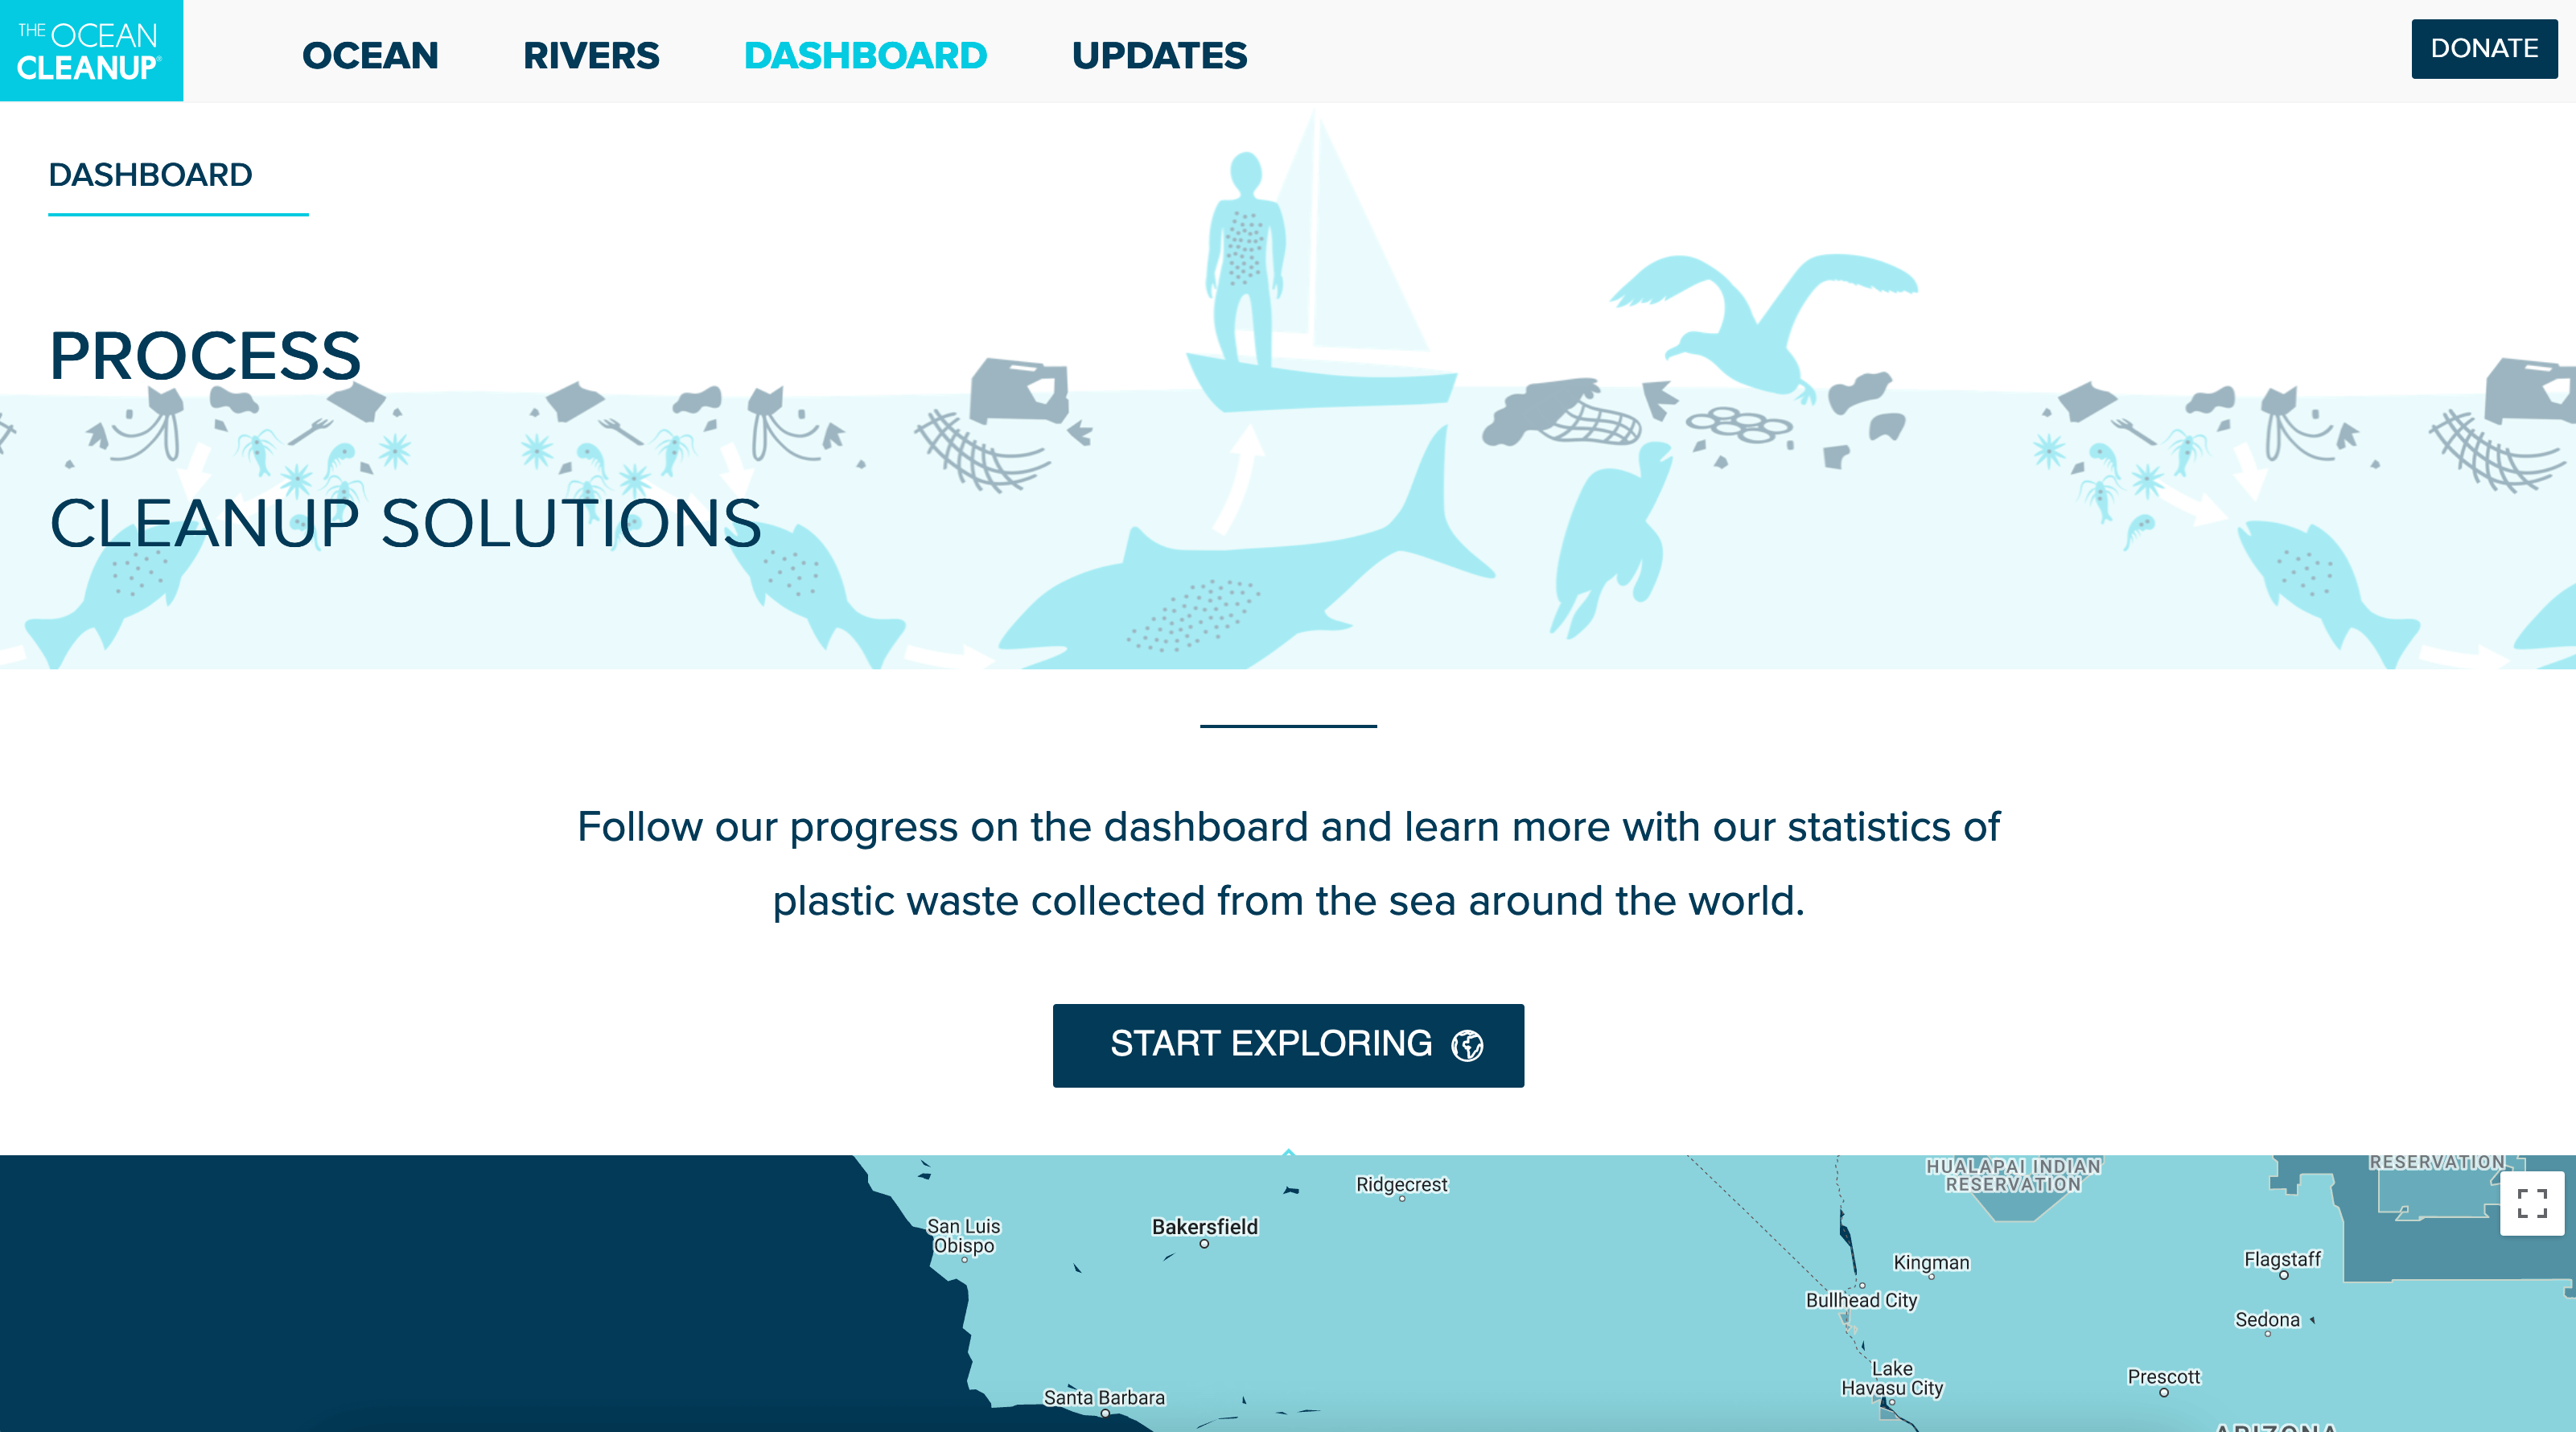 THE OCEAN
CLEANUP®
OCEAN
RIVERS
DASHBOARD
UPDATES
DONATE
DASHBOARD
PROCESS
CLEANUP SOLUTIONS
Follow our progress on the dashboard and learn more with our statistics of
plastic waste collected from the sea around the world.
START EXPLORING
HUALAPAI INDIAN
RESERVATION
RESERVATION
Ridgecrest
San Luis
Obispo
Bakersfield
Kingman
Flagstaff
Bullhead City
Sedona
Lake
Havasu City
Prescott
Santa Barbara
ARIZONA